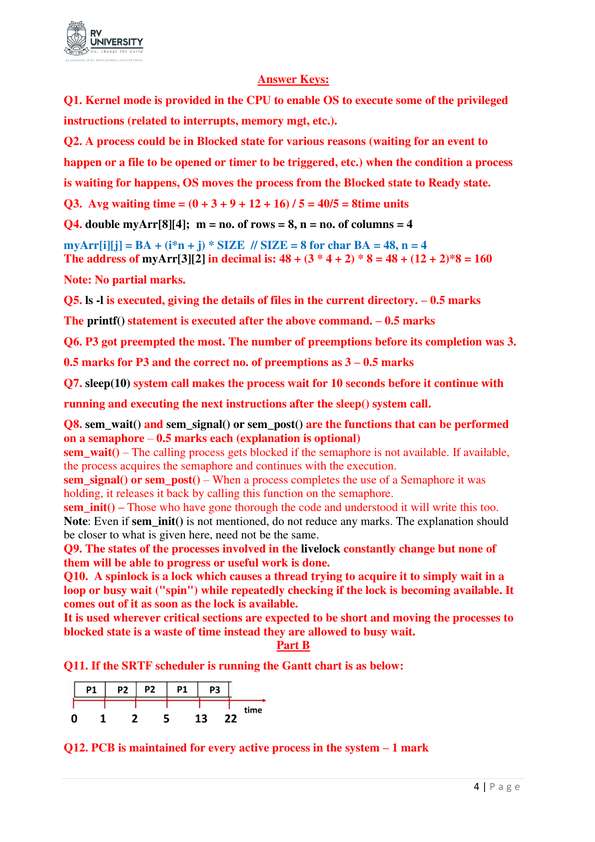 RV
UNIVERSITY
Answer Keys:
Q1. Kernel mode is provided in the CPU to enable OS to execute some of the privileged
instructions (related to interrupts, memory mgt, etc.).
Q2. A process could be in Blocked state for various reasons (waiting for an event to
happen or a file to be opened or timer to be triggered, etc.) when the condition a process
is waiting for happens, OS moves the process from the Blocked state to Ready state.
Q3.  Avg waiting time = (0 + 3 + 9 + 12 + 16) / 5 = 40/5 = 8time units
Q4. double myArr[8][4];  m = no. of rows = 8, n = no. of columns = 4
myArr[i][j] = BA + (i*n + j) * SIZE  // SIZE = 8 for char BA = 48, n = 4
The address of myArr[3][2] in decimal is: 48 + (3 * 4 + 2) * 8 = 48 + (12 + 2)*8 = 160
Note: No partial marks.
Q5. ls -l is executed, giving the details of files in the current directory. – 0.5 marks
The printf() statement is executed after the above command. – 0.5 marks
Q6. P3 got preempted the most. The number of preemptions before its completion was 3.
0.5 marks for P3 and the correct no. of preemptions as 3 – 0.5 marks
Q7. sleep(10) system call makes the process wait for 10 seconds before it continue with
running and executing the next instructions after the sleep() system call.
Q8. sem_wait() and sem_signal() or sem_post() are the functions that can be performed
on a semaphore – 0.5 marks each (explanation is optional)
sem_wait() – The calling process gets blocked if the semaphore is not available. If available,
the process acquires the semaphore and continues with the execution.
sem_signal() or sem_post() – When a process completes the use of a Semaphore it was
holding, it releases it back by calling this function on the semaphore.
sem_init() – Those who have gone thorough the code and understood it will write this too.
Note: Even if sem_init() is not mentioned, do not reduce any marks. The explanation should
be closer to what is given here, need not be the same.
Q9. The states of the processes involved in the livelock constantly change but none of
them will be able to progress or useful work is done.
Q10.  A spinlock is a lock which causes a thread trying to acquire it to simply wait in a
loop or busy wait ("spin") while repeatedly checking if the lock is becoming available. It
comes out of it as soon as the lock is available.
It is used wherever critical sections are expected to be short and moving the processes to
blocked state is a waste of time instead they are allowed to busy wait.
Part B
Q11. If the SRTF scheduler is running the Gantt chart is as below:
P1 P2 P2 P1 P3
time
0 1 2 5 13 22
Q12. PCB is maintained for every active process in the system – 1 mark
4 | Page